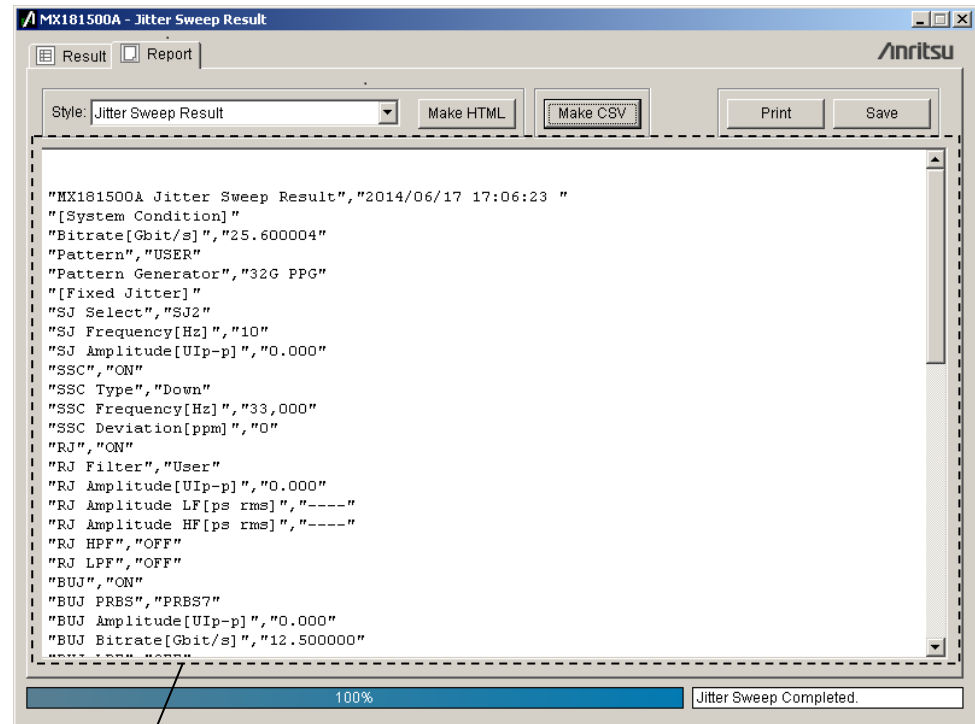 MX181500A - Jitter Sweep Result
Result Report
Anritsu
Style: Jitter Sweep Result Make HTML Make CSV Print Save
"MX181500A Jitter Sweep Result","2014/06/17 17:06:23 "
"[System Condition]"
"Bitrate[Gbit/s]","25.600004"
"Pattern","USER"
"Pattern Generator","32G PPG"
"[Fixed Jitter]"
"SJ Select","SJ2"
"SJ Frequency[Hz]","10"
"SJ Amplitude[UIp-p]","0.000"
"SSC","ON"
"SSC Type","Down"
"SSC Frequency[Hz]","33,000"
"SSC Deviation[ppm]","0"
"RJ","ON"
"RJ Filter","User"
"RJ Amplitude[UIp-p]","0.000"
"RJ Amplitude LF[ps rms]","----"
"RJ Amplitude HF[ps rms]","----"
"RJ HPF","OFF"
"RJ LPF","OFF"
"BUJ","ON"
"BUJ PRBS","PRBS7"
"BUJ Amplitude[UIp-p]","0.000"
"BUJ Bitrate[Gbit/s]","12.500000"
100% Jitter Sweep Completed.